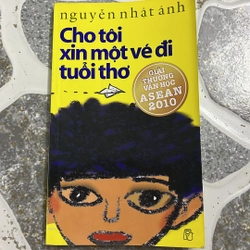 nguyễn nhật ánh
Cho tôi
xin một vé đi
tuổi thơ
GIẢI
THƯỞNG
VĂN HỌC
ASEAN
2010